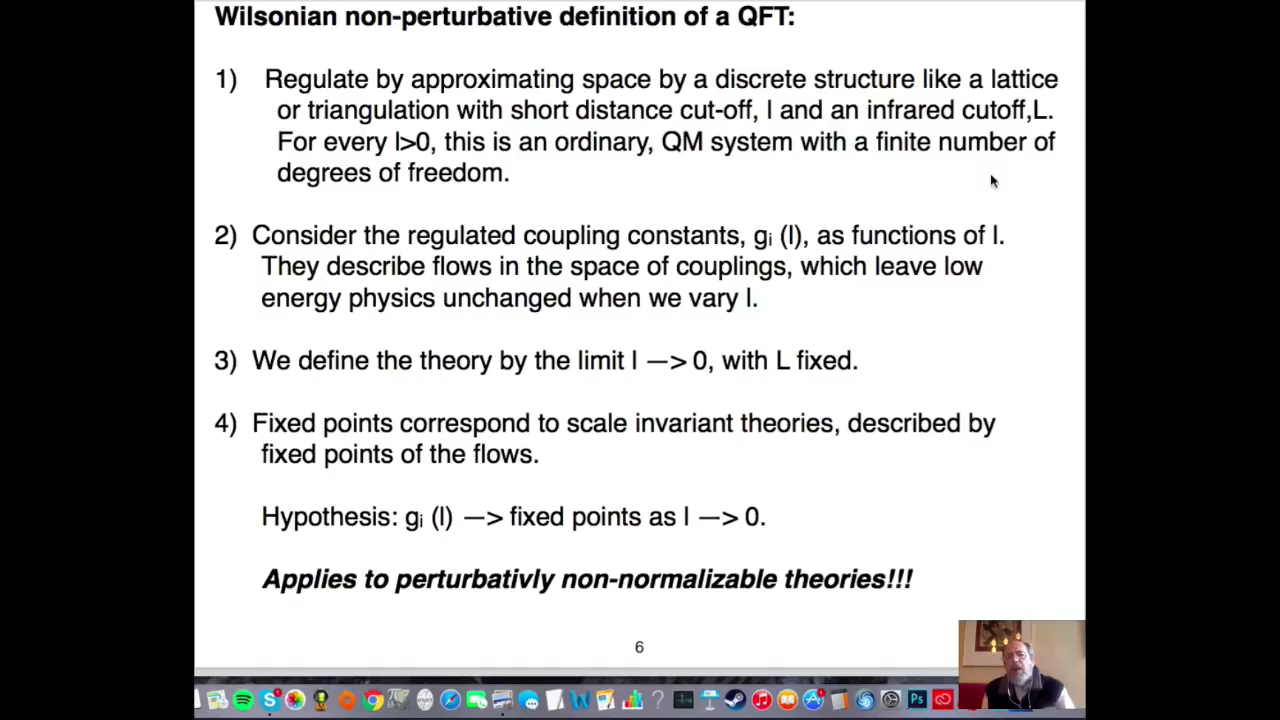 Wilsonian non-perturbative definition of a QFT:
1) Regulate by approximating space by a discrete structure like a lattice
or triangulation with short distance cut-off, l and an infrared cutoff,L.
For every l>0, this is an ordinary, QM system with a finite number of
degrees of freedom.
2) Consider the regulated coupling constants, gi (l), as functions of l.
They describe flows in the space of couplings, which leave low
energy physics unchanged when we vary l.
3) We define the theory by the limit l —> 0, with L fixed.
4) Fixed points correspond to scale invariant theories, described by
fixed points of the flows.
Hypothesis: gi (l) —> fixed points as l —> 0.
Applies to perturbativly non-normalizable theories!!!
6